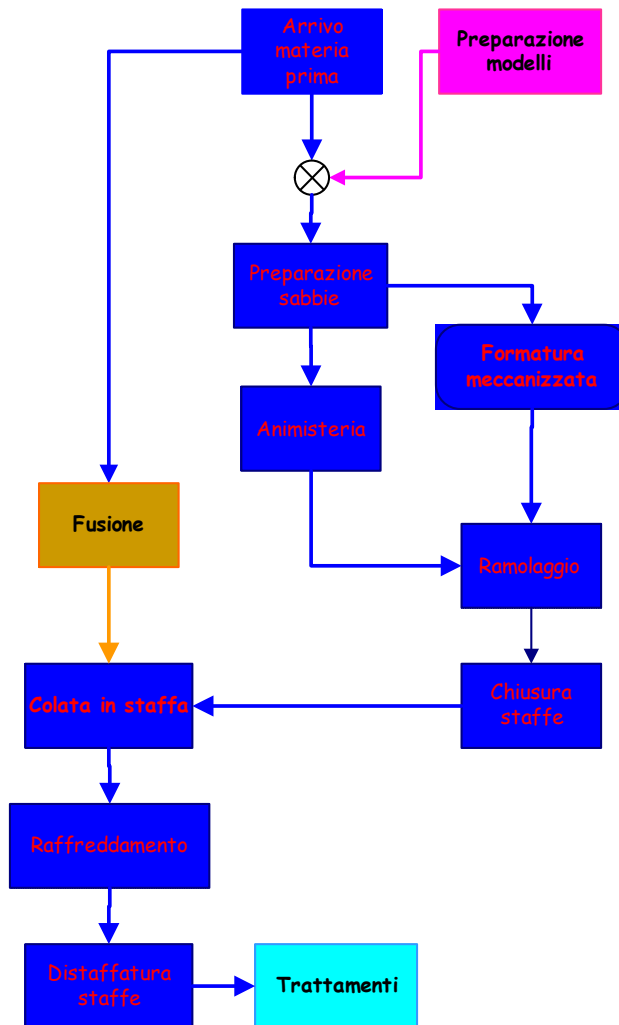 Arrivo
materia
prima
Preparazione
modelli
Preparazione
sabbie
Formatura
meccanizzata
Animisteria
Fusione
Ramolaggio
Colata in staffa
Chiusura
staffe
Raffreddamento
Distaffatura
staffe
Trattamenti